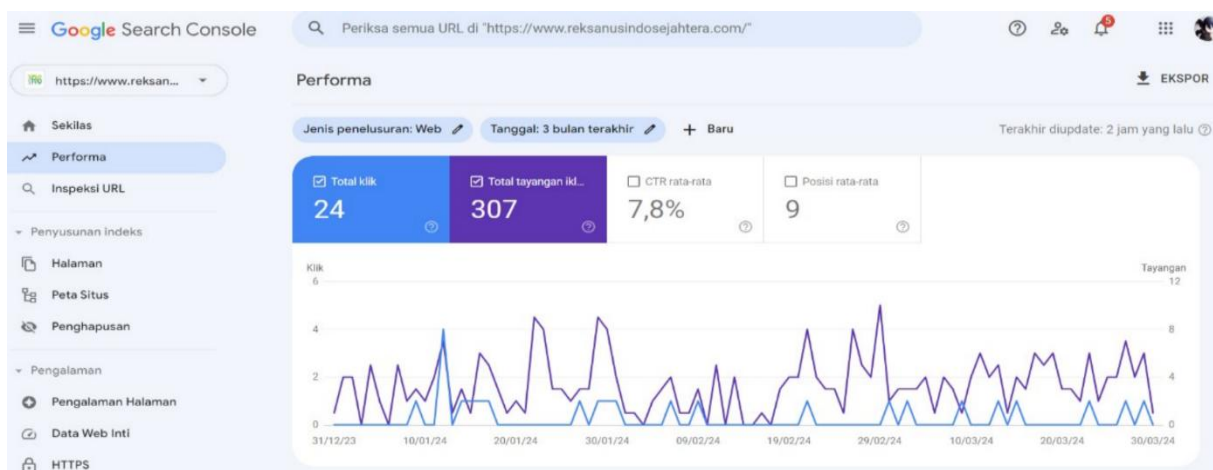 Google Search Console
Periksa semua URL di "https://www.reksanusindosejahtera.com/"
5
https://www.reksan...
Performa
EKSPOR
Sekilas
Performa
Inspeksi URL
Penyusunan indeks
Halaman
Peta Situs
Penghapusan
Pengalaman
Pengalaman Halaman
Data Web Inti
HTTPS
Jenis penelusuran: Web
Tanggal: 3 bulan terakhir
+ Baru
Terakhir diupdate: 2 jam yang lalu
Total klik
24
Total tayangan ikl...
307
CTR rata-rata
7,8%
Posisi rata-rata
9
Klik
6
4
2
0
Tayangan
12
8
4
0
31/12/23 10/01/24 20/01/24 30/01/24 09/02/24 19/02/24 29/02/24 10/03/24 20/03/24 30/03/24